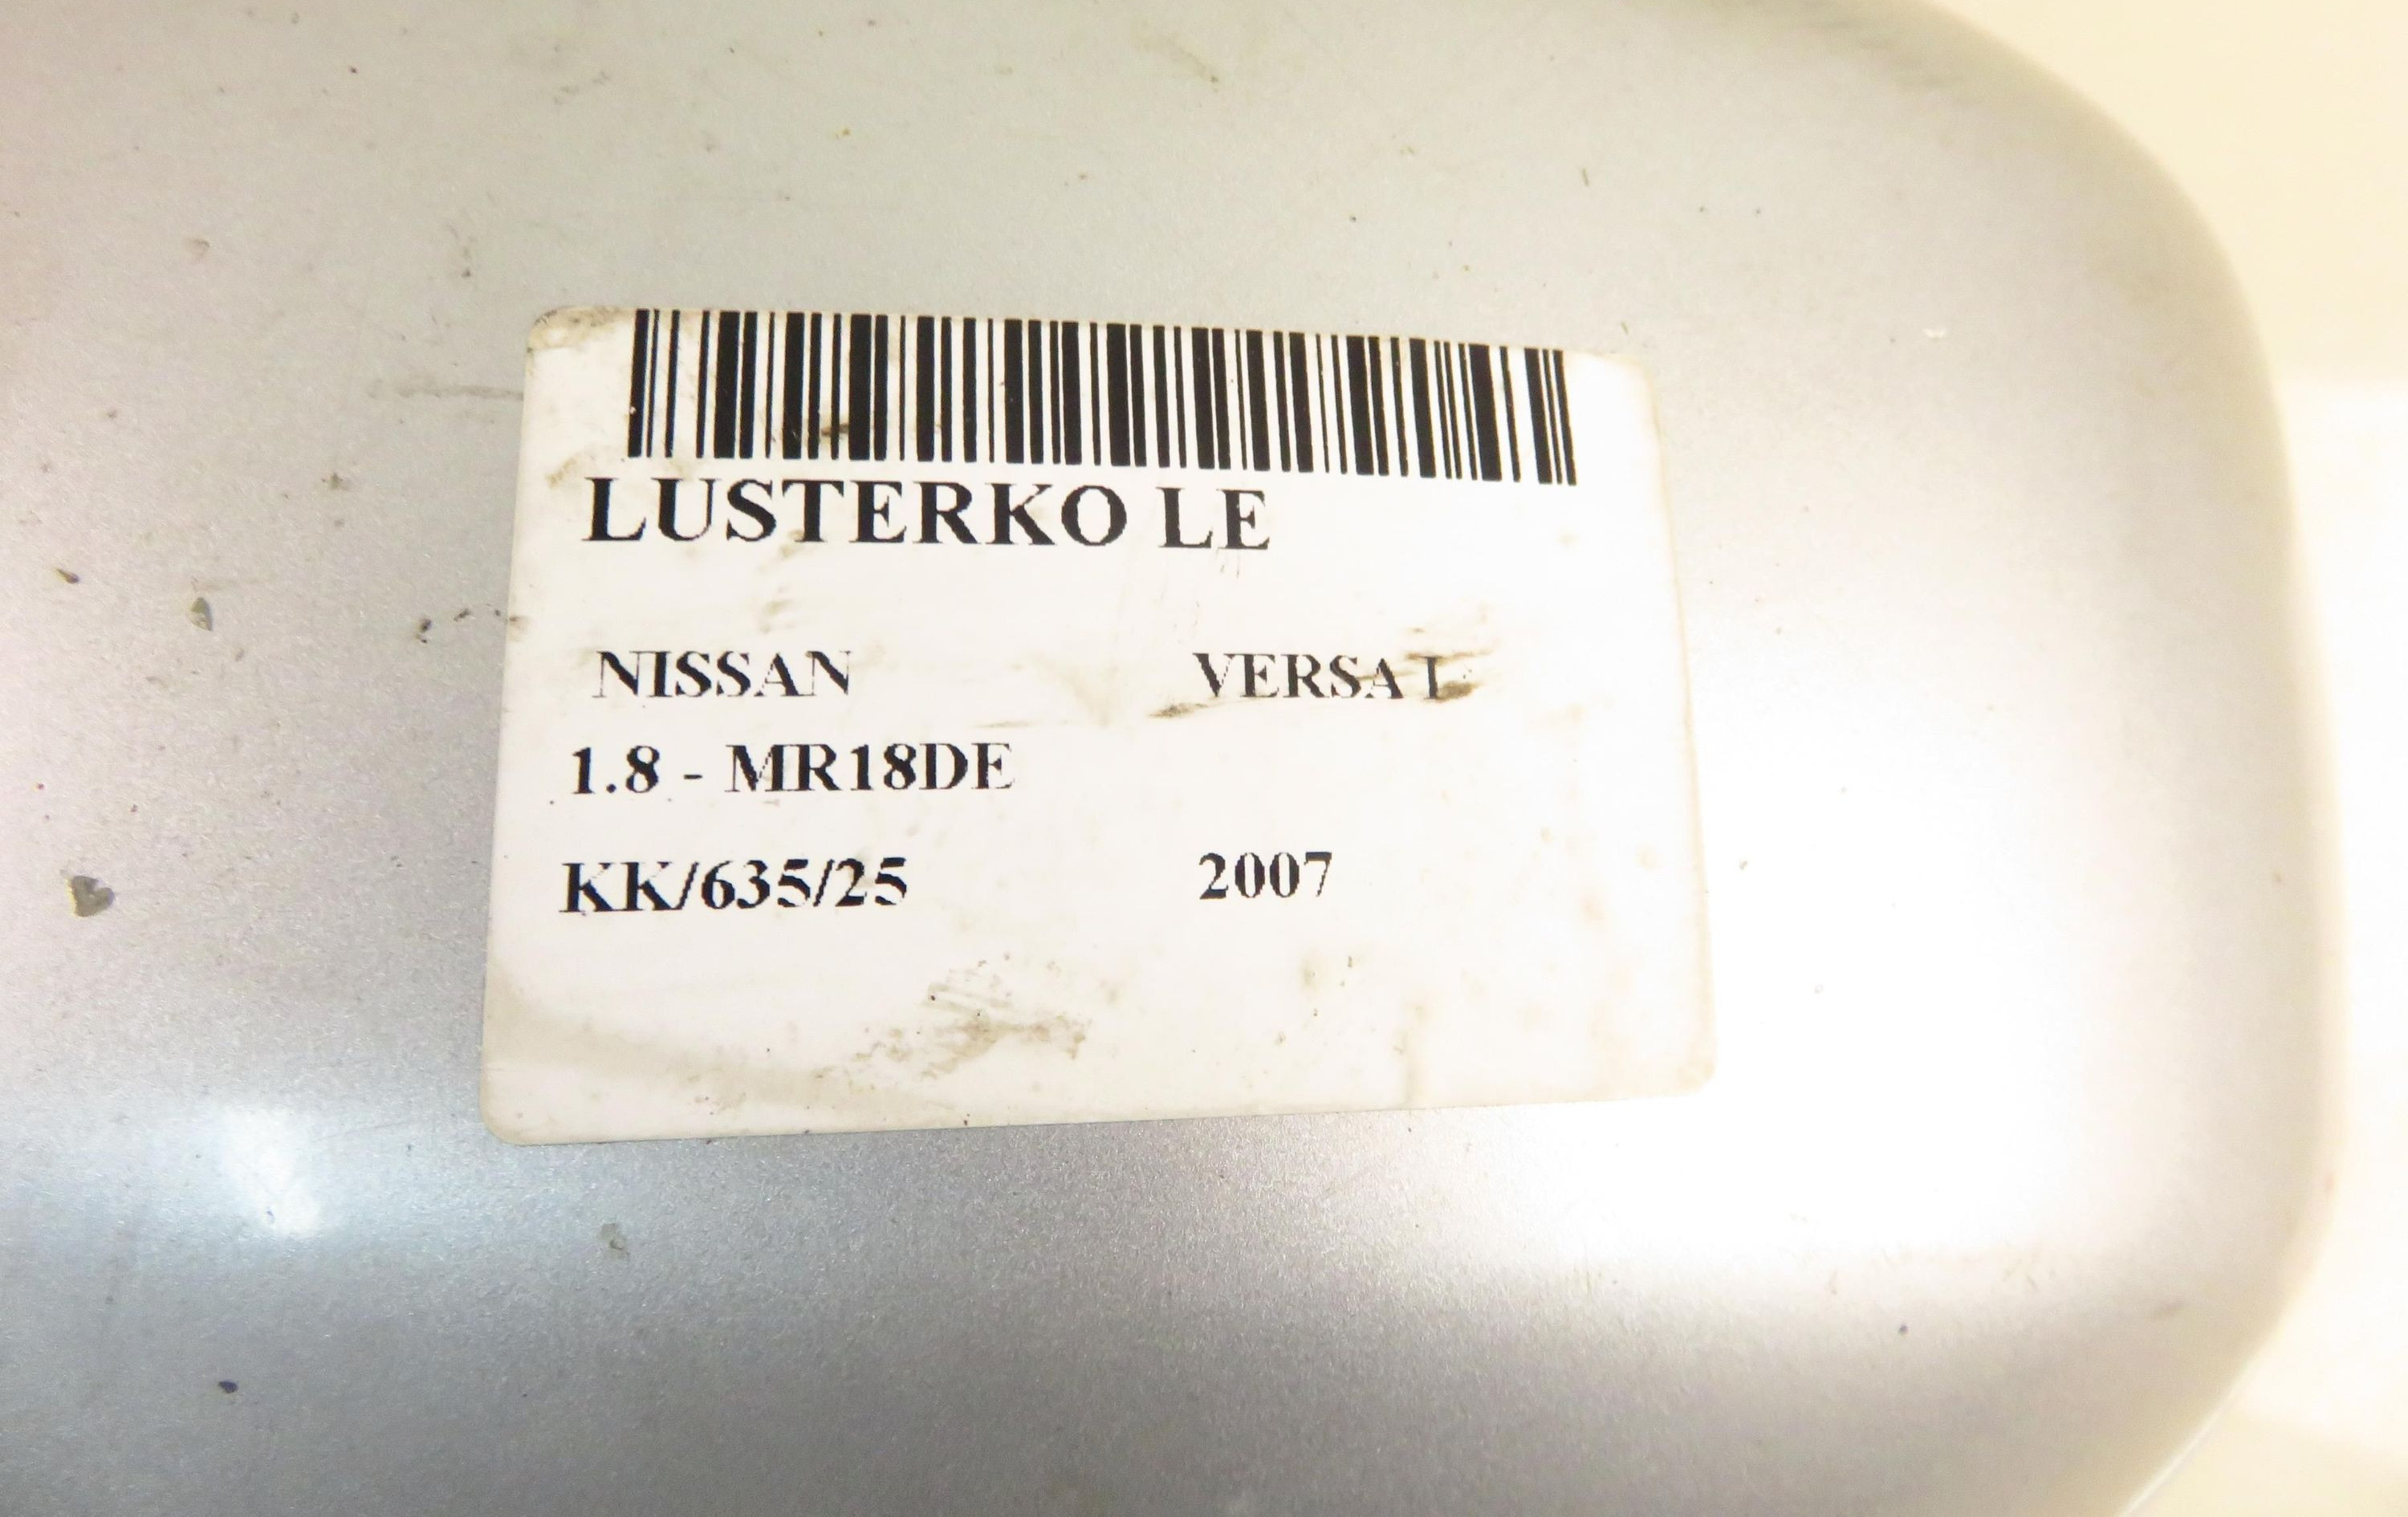 LUSTERKO LE
NISSAN VERSA I
1.8 - MR18DE
KK/635/25 2007